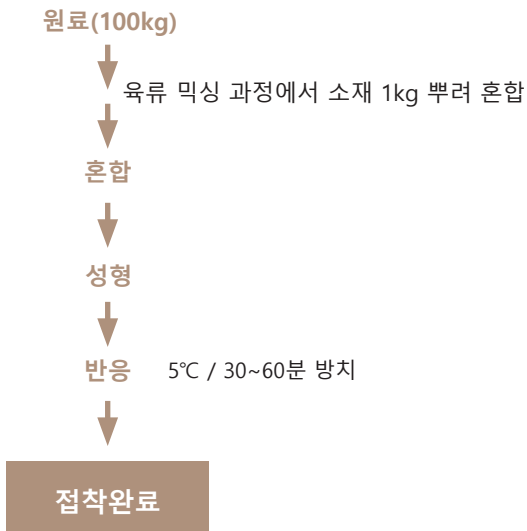 원료(100kg)
육류 믹싱 과정에서 소재 1kg 뿌려 혼합
혼합
성형
반응 5℃ / 30~60분 방치
접착완료